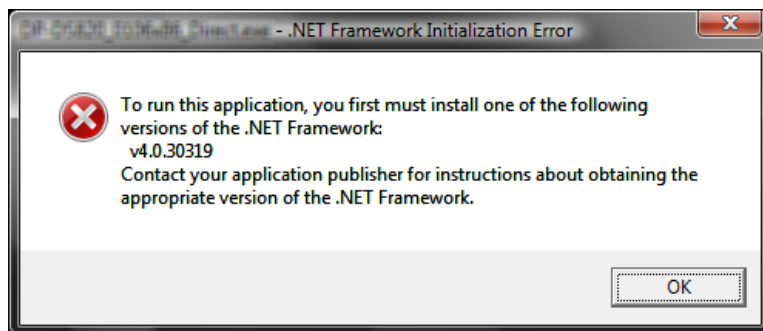 - .NET Framework Initialization Error
To run this application, you first must install one of the following
versions of the .NET Framework:
v4.0.30319
Contact your application publisher for instructions about obtaining the
appropriate version of the .NET Framework.
OK